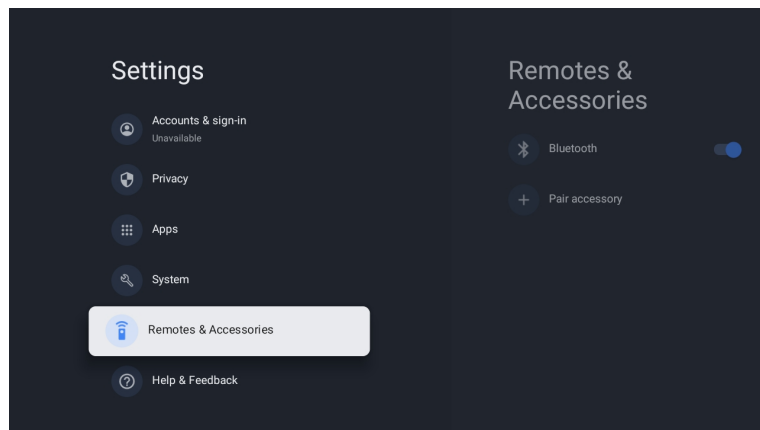 Settings
Accounts & sign-in
Unavailable
Privacy
Apps
System
Remotes & Accessories
Help & Feedback
Remotes &
Accessories
Bluetooth
Pair accessory